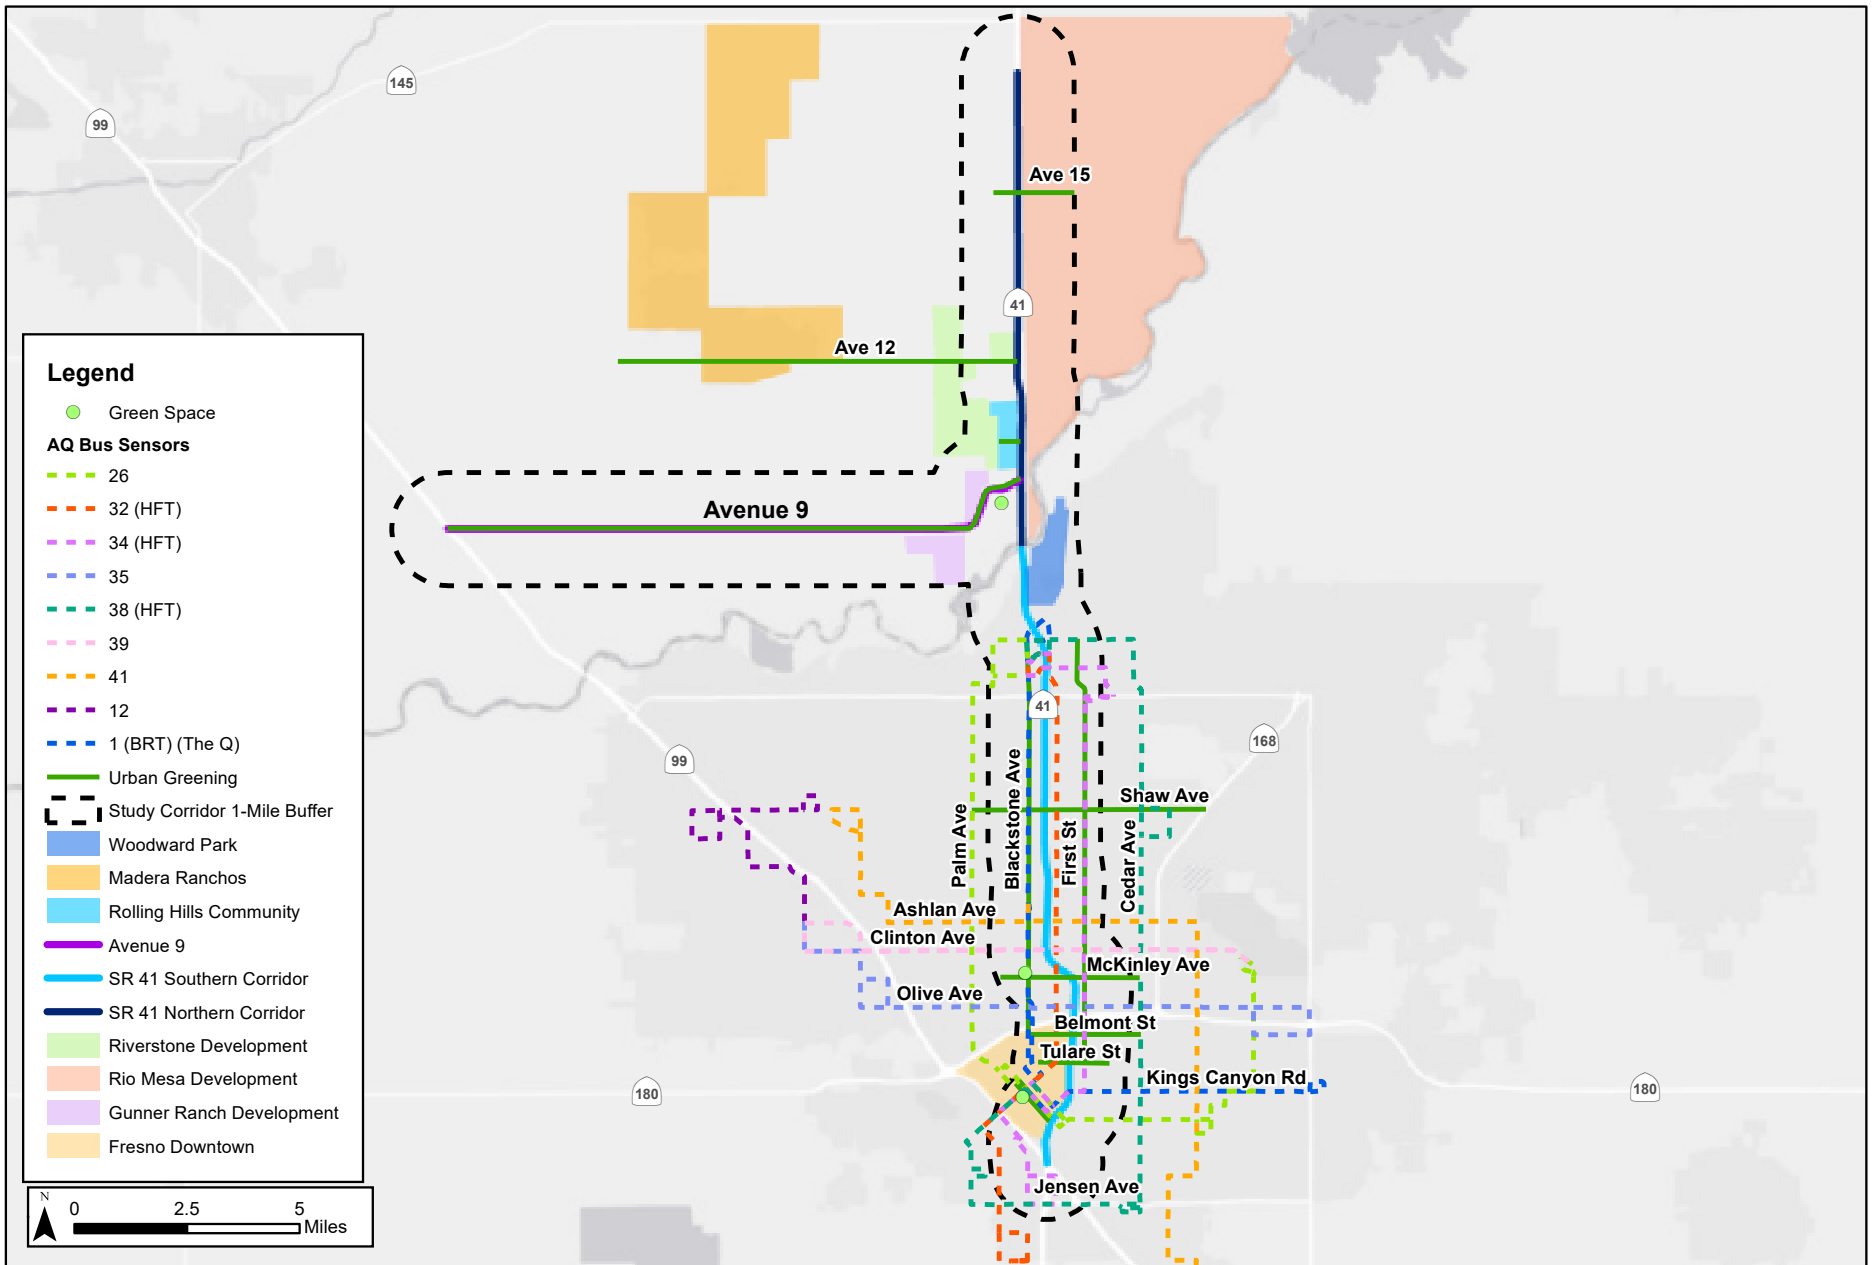 145
99
Ave 15
41
Ave 12
Legend
Green Space
AQ Bus Sensors
26
32 (HFT)
34 (HFT)
35
38 (HFT)
39
41
12
1 (BRT) (The Q)
Urban Greening
Study Corridor 1-Mile Buffer
Woodward Park
Madera Ranchos
Rolling Hills Community
Avenue 9
SR 41 Southern Corridor
SR 41 Northern Corridor
Riverstone Development
Rio Mesa Development
Gunner Ranch Development
Fresno Downtown
N
0 2.5 5
Miles
Avenue 9
41
168
99
Shaw Ave
Palm Ave
Blackstone Ave
First St
Cedar Ave
Ashlan Ave
Clinton Ave
McKinley Ave
Olive Ave
Belmont St
Tulare St
Kings Canyon Rd
180
180
Jensen Ave